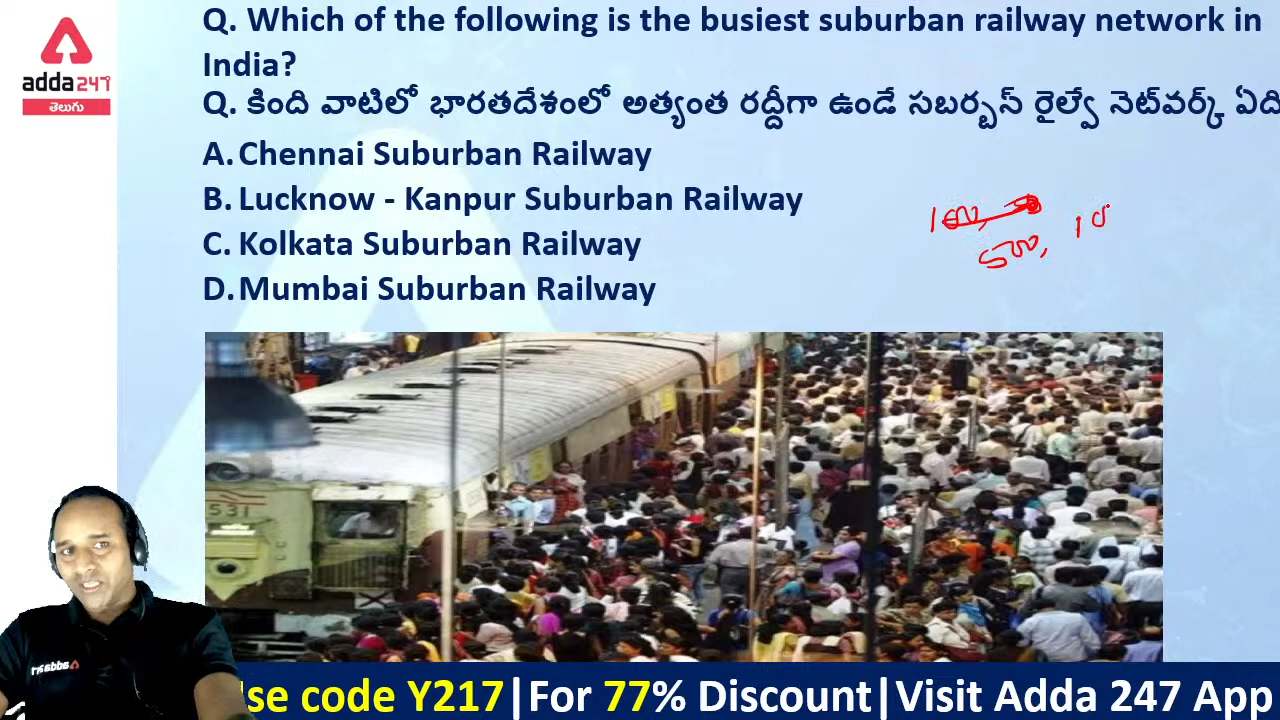 Q. Which of the following is the busiest suburban railway network in
India?
adda247
తెలుగు
Q. కింది వాటిలో భారతదేశంలో అత్యంత రద్దీగా ఉండే సబర్బన్ రైల్వే నెట్‌వర్క్ ఏది
A. Chennai Suburban Railway
B. Lucknow - Kanpur Suburban Railway
C. Kolkata Suburban Railway
D. Mumbai Suburban Railway
531
se code Y217|For 77% Discount|Visit Adda 247 App